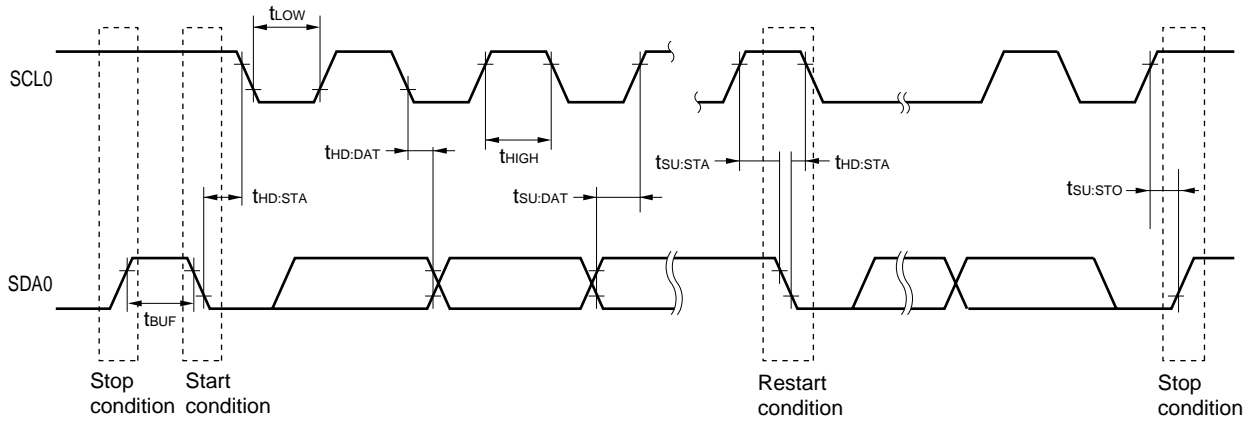 tLOW
SCL0
tHD:DAT
tHIGH
tSU:STA
tHD:STA
tHD:STA
tSU:DAT
tSU:STO
SDA0
tBUF
Stop
condition
Start
condition
Restart
condition
Stop
condition